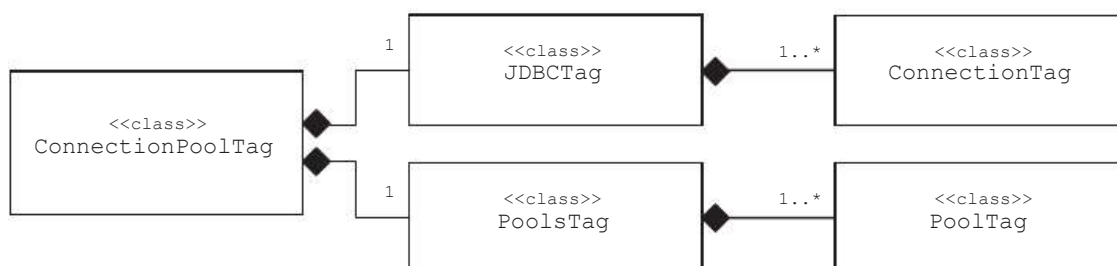 <<class>>
ConnectionPoolTag
1
<<class>>
JDBCTag
1..*
<<class>>
ConnectionTag
1
<<class>>
PoolsTag
1..*
<<class>>
PoolTag